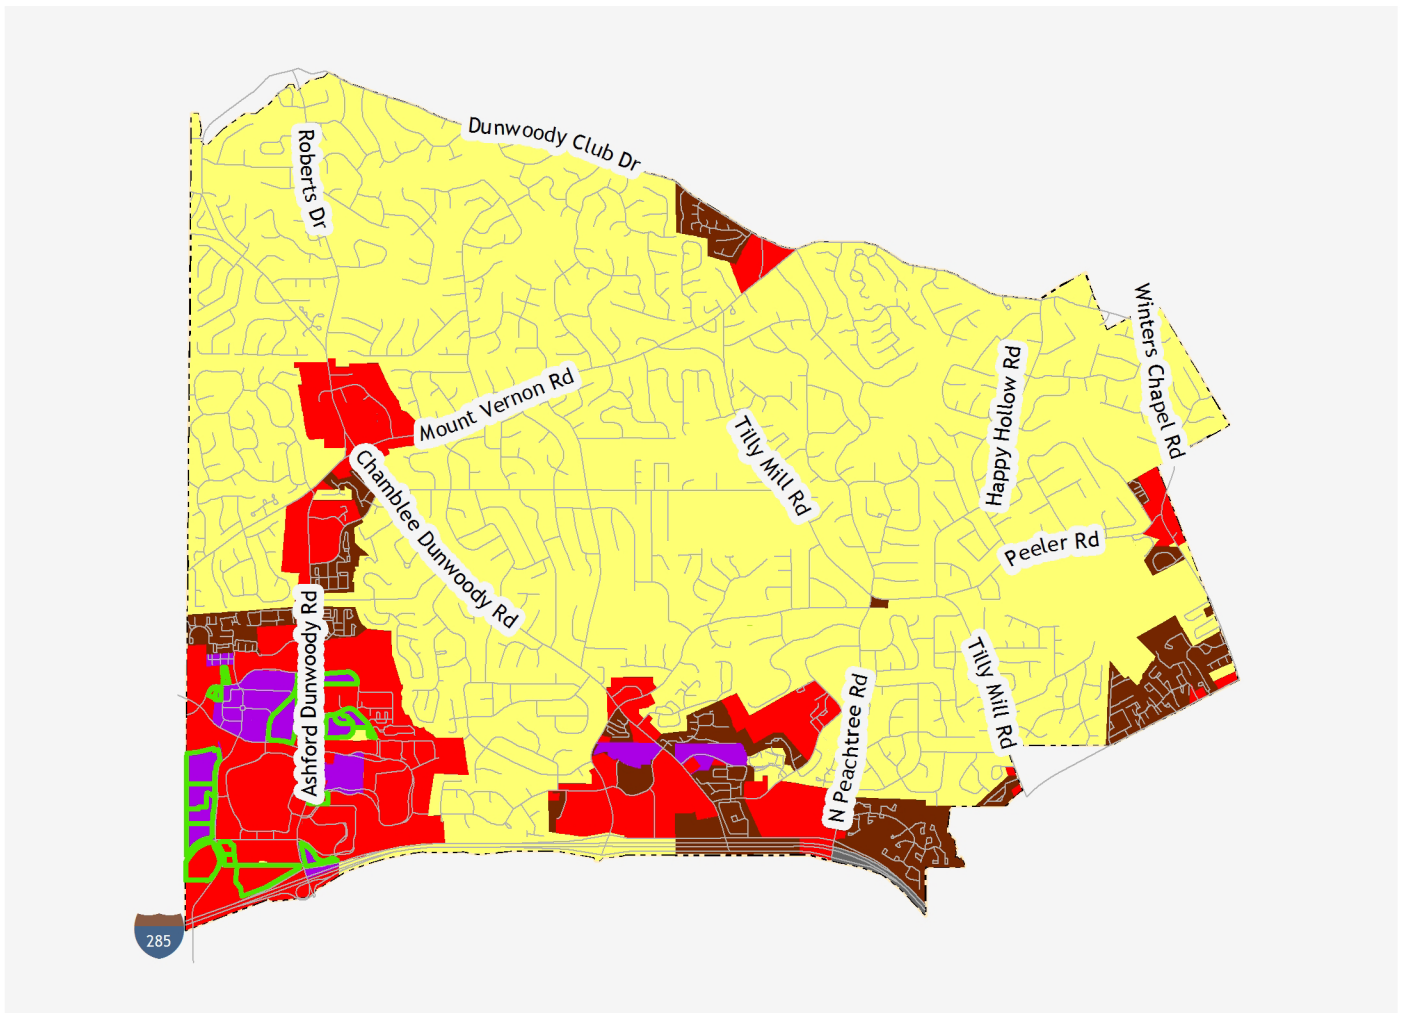 Dunwoody Club Dr
Roberts Dr
Winters Chapel Rd
Happy Hollow Rd
Mount Vernon Rd
Tilly Mill Rd
Chamblee Dunwoody Rd
Peeler Rd
Ashford Dunwoody Rd
Tilly Mill Rd
N Peachtree Rd
285